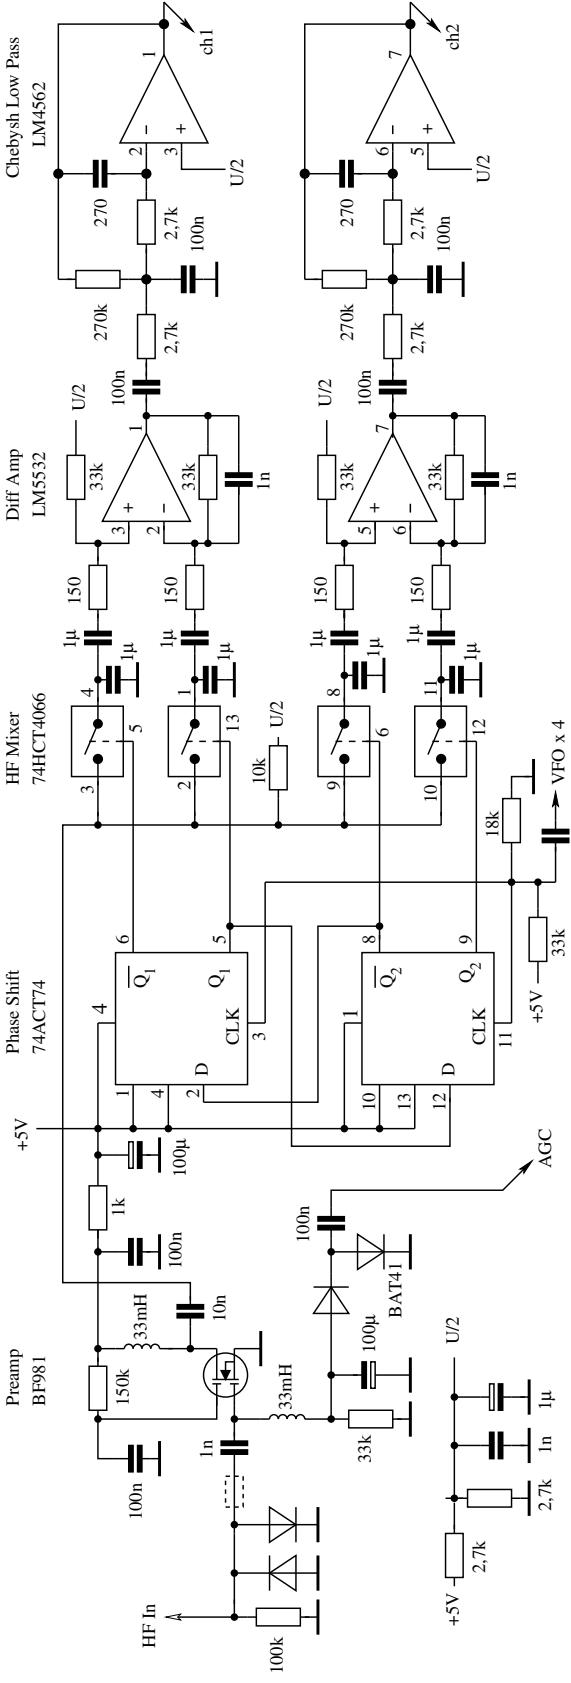 Preamp
BF981
Phase Shift
74ACT74
HF Mixer
74HCT4066
Diff Amp
LM5532
Chebysh Low Pass
LM4562
HF In
100k
1n
100n
150k
33mH
10n
100n
1k
100µ
+5V
33mH
33k
100µ
BAT41
100n
AGC
+5V
2,7k
2,7k
1n
1µ
U/2
4
1
4
2
D
Q1
6
Q1
5
CLK
3
1
10
13
12
D
Q2
8
Q2
9
CLK
11
+5V
33k
18k
VFO x 4
3
4
5
2
1
13
10k
U/2
9
8
6
10
11
12
1µ
1µ
150
1µ
1µ
150
1µ
1µ
150
1µ
1µ
150
33k
U/2
3
+
2
−
1
33k
1n
33k
U/2
5
+
6
−
7
33k
1n
100n
2,7k
270k
100n
2,7k
270
2
−
3
+
U/2
1
ch1
100n
2,7k
270k
100n
2,7k
270
6
−
5
+
U/2
7
ch2